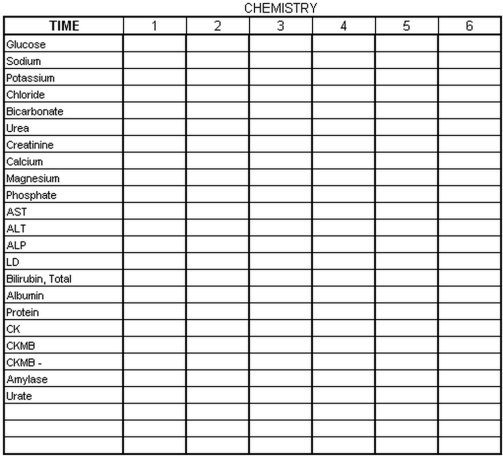 CHEMISTRY
TIME 1 2 3 4 5 6
Glucose
Sodium
Potassium
Chloride
Bicarbonate
Urea
Creatinine
Calcium
Magnesium
Phosphate
AST
ALT
ALP
LD
Bilirubin, Total
Albumin
Protein
CK
CKMB
CKMB -
Amylase
Urate